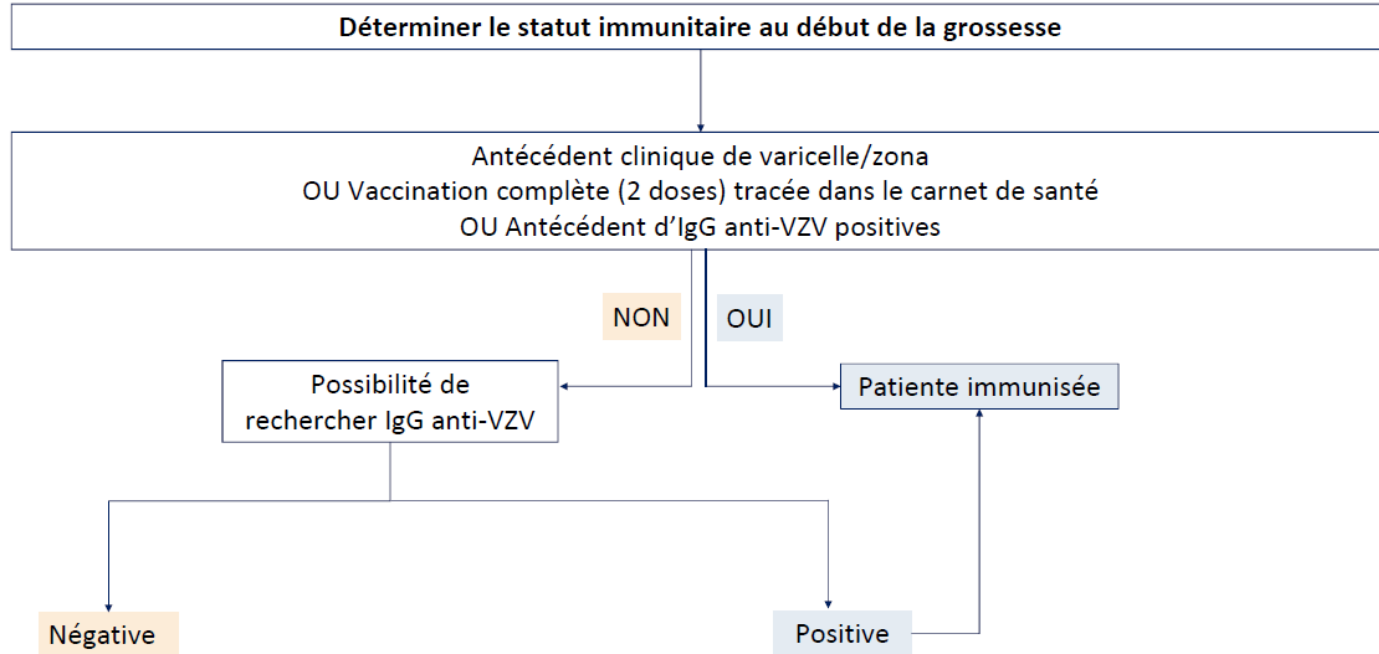 Déterminer le statut immunitaire au début de la grossesse
Antécédent clinique de varicelle/zona
OU Vaccination complète (2 doses) tracée dans le carnet de santé
OU Antécédent d’IgG anti-VZV positives
NON
OUI
Possibilité de
rechercher IgG anti-VZV
Patiente immunisée
Négative
Positive